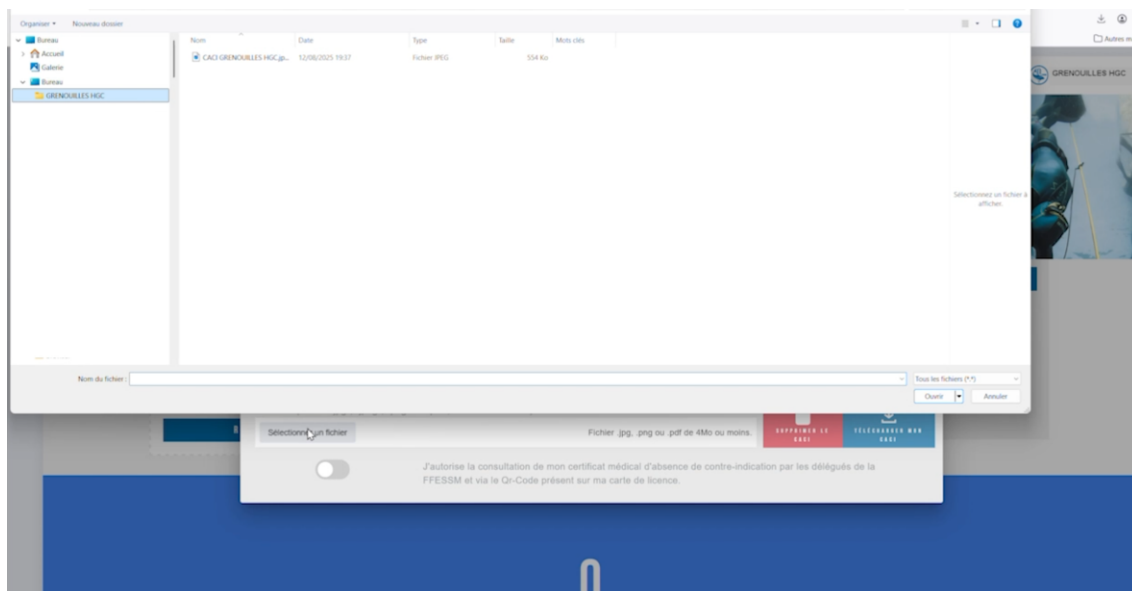 Organiser Nouveau dossier
Bureau
Accueil
Galerie
Bureau
GRENOUILLES HGC
Nom Date Type Taille Mots clés
CACI GRENOUILLES HGC.jp... 12/08/2025 19:37 Fichier JPEG 554 Ko
Sélectionnez un fichier à
afficher.
Autres m
GRENOUILLES HGC
Nom du fichier : Tous les fichiers (*.*)
Ouvrir Annuler
Sélectionner un fichier
Fichier .jpg, .png ou .pdf de 4Mo ou moins.
SUPPRIMER LE
CACI
TÉLÉCHARGER MON
CACI
J'autorise la consultation de mon certificat médical d'absence de contre-indication par les délégués de la
FFESSM et via le Qr-Code présent sur ma carte de licence.